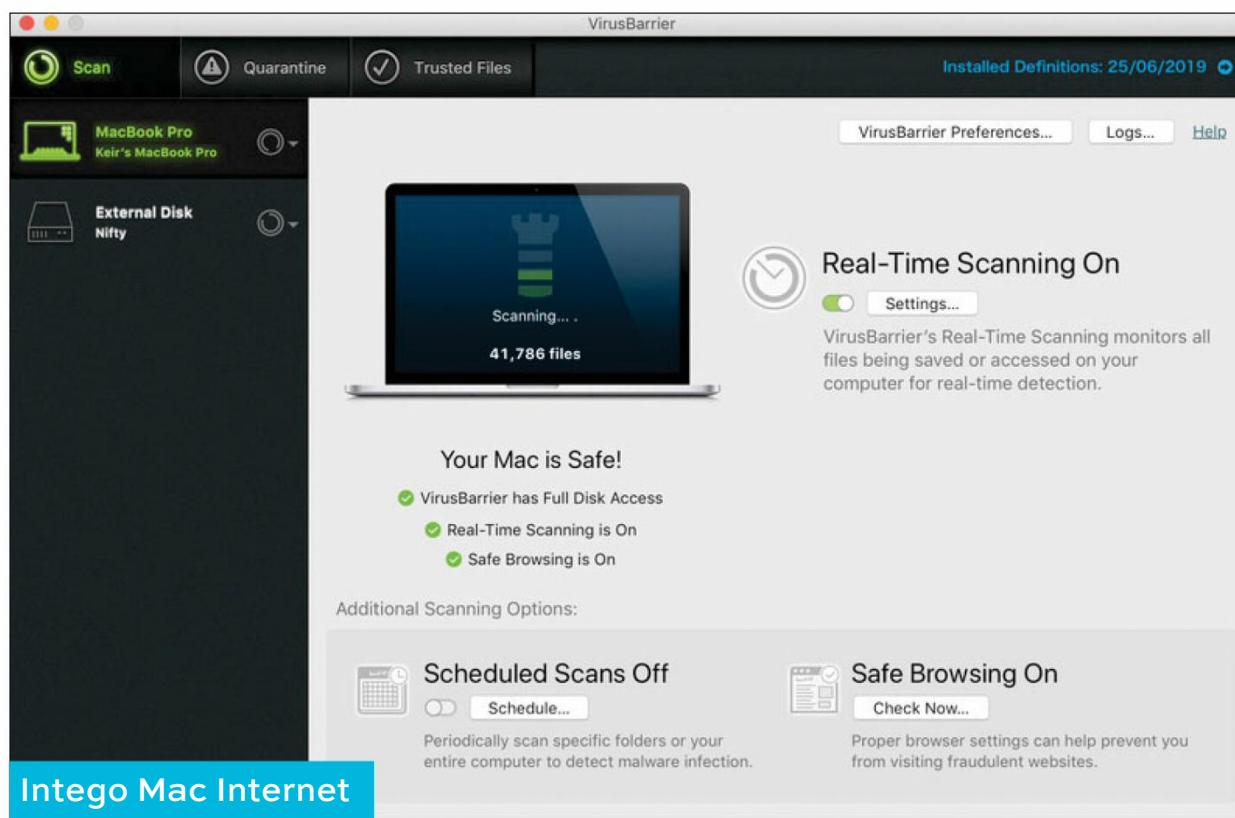 VirusBarrier
Scan
Quarantine
Trusted Files
Installed Definitions: 25/06/2019
MacBook Pro
Keir's MacBook Pro
External Disk
Nifty
VirusBarrier Preferences...
Logs...
Help
Scanning... .
41,786 files
Real-Time Scanning On
Settings...
VirusBarrier's Real-Time Scanning monitors all
files being saved or accessed on your
computer for real-time detection.
Your Mac is Safe!
VirusBarrier has Full Disk Access
Real-Time Scanning is On
Safe Browsing is On
Additional Scanning Options:
Scheduled Scans Off
Schedule...
Periodically scan specific folders or your
entire computer to detect malware infection.
Safe Browsing On
Check Now...
Proper browser settings can help prevent you
from visiting fraudulent websites.
Intego Mac Internet